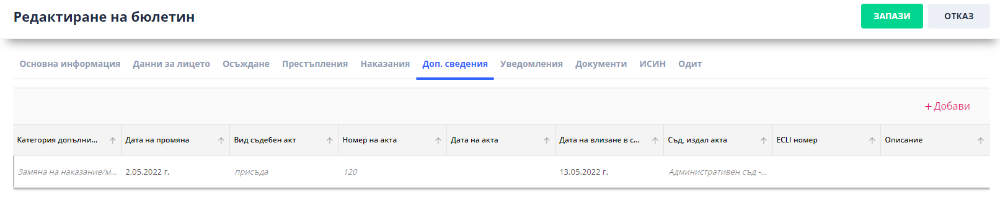 Редактиране на бюлетин ЗАПАЗИ ОТКАЗ
Основна информация Данни за лицето Осъждане Престъпления Наказания Доп. сведения Уведомления Документи ИСИН Одит
+ Добави
Категория допълни... Дата на промяна Вид съдебен акт Номер на акта Дата на акта Дата на влизане в с... Съд, издал акта ECLI номер Описание
Замяна на наказание/м... 2.05.2022 г. присъда 120 13.05.2022 г. Административен съд -...